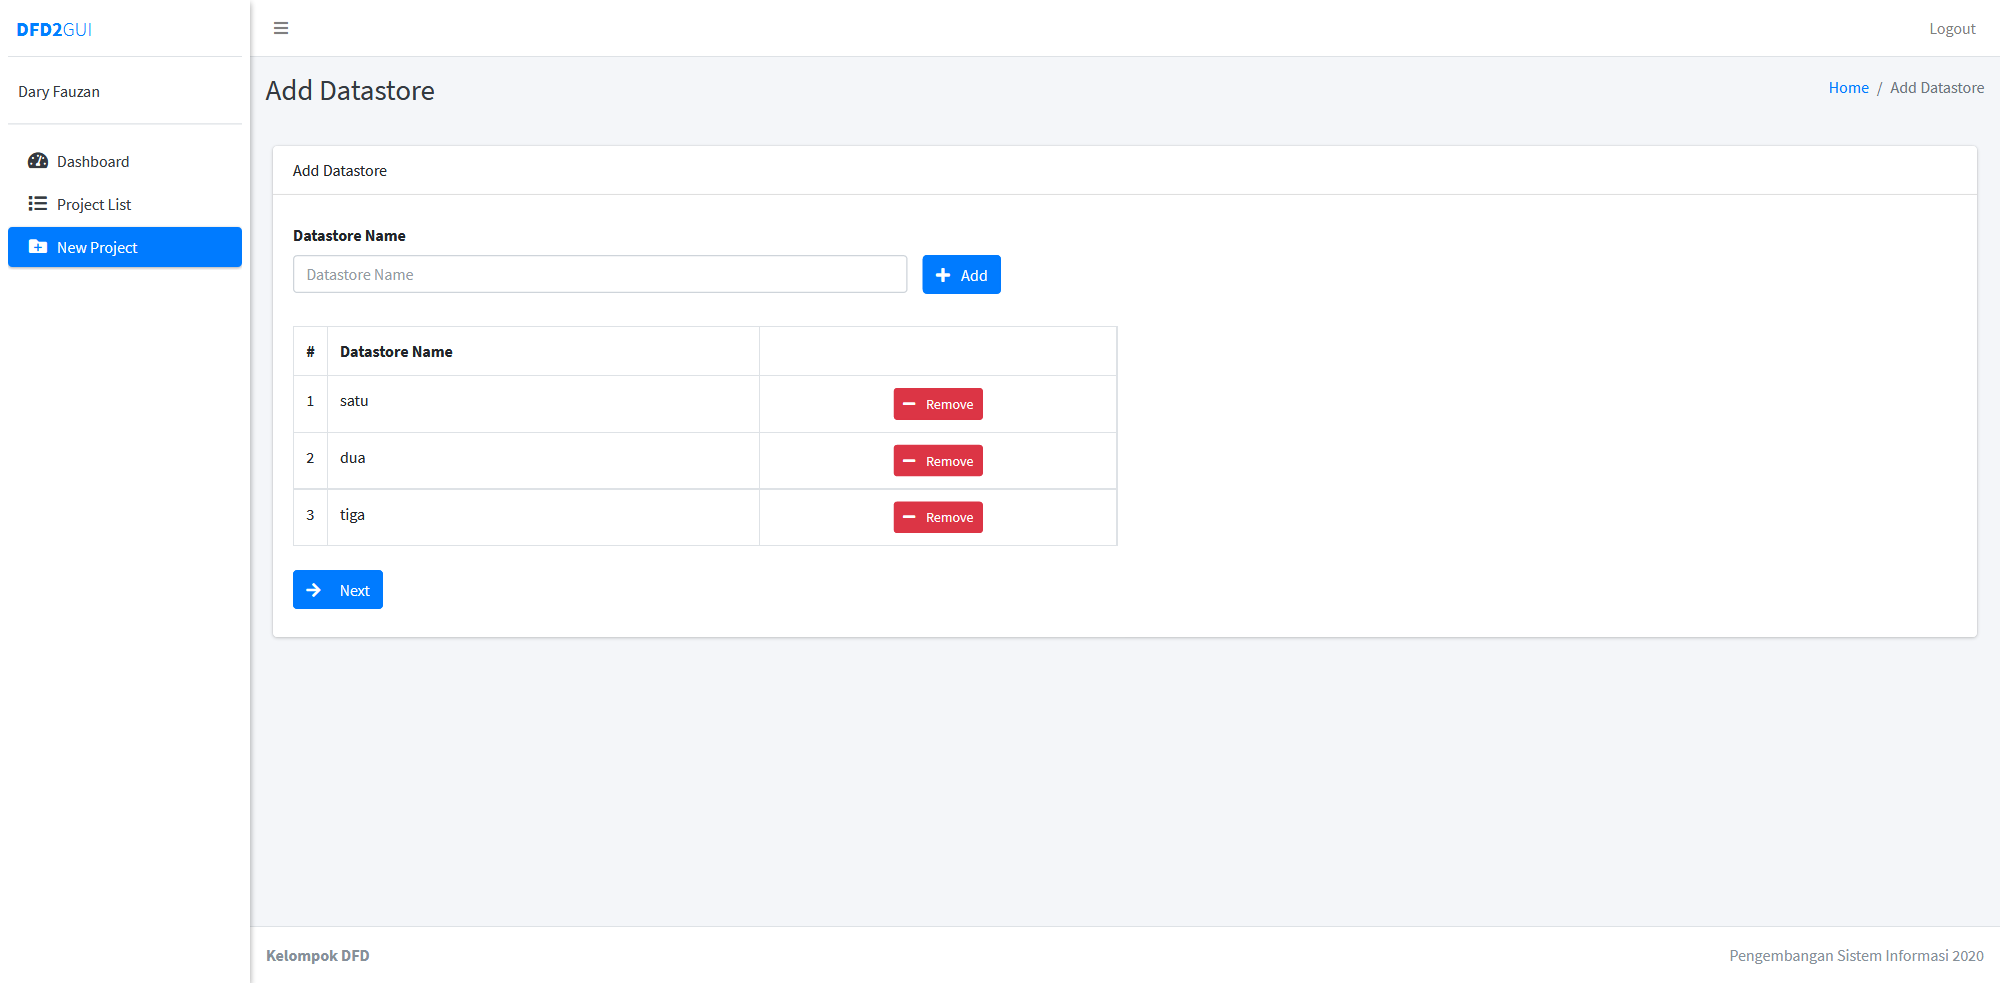 DFD2GUI
Logout
Dary Fauzan
Dashboard
Project List
New Project
Add Datastore
Home / Add Datastore
Add Datastore
Datastore Name
Datastore Name
Add
# Datastore Name
1 satu Remove
2 dua Remove
3 tiga Remove
Next
Kelompok DFD
Pengembangan Sistem Informasi 2020